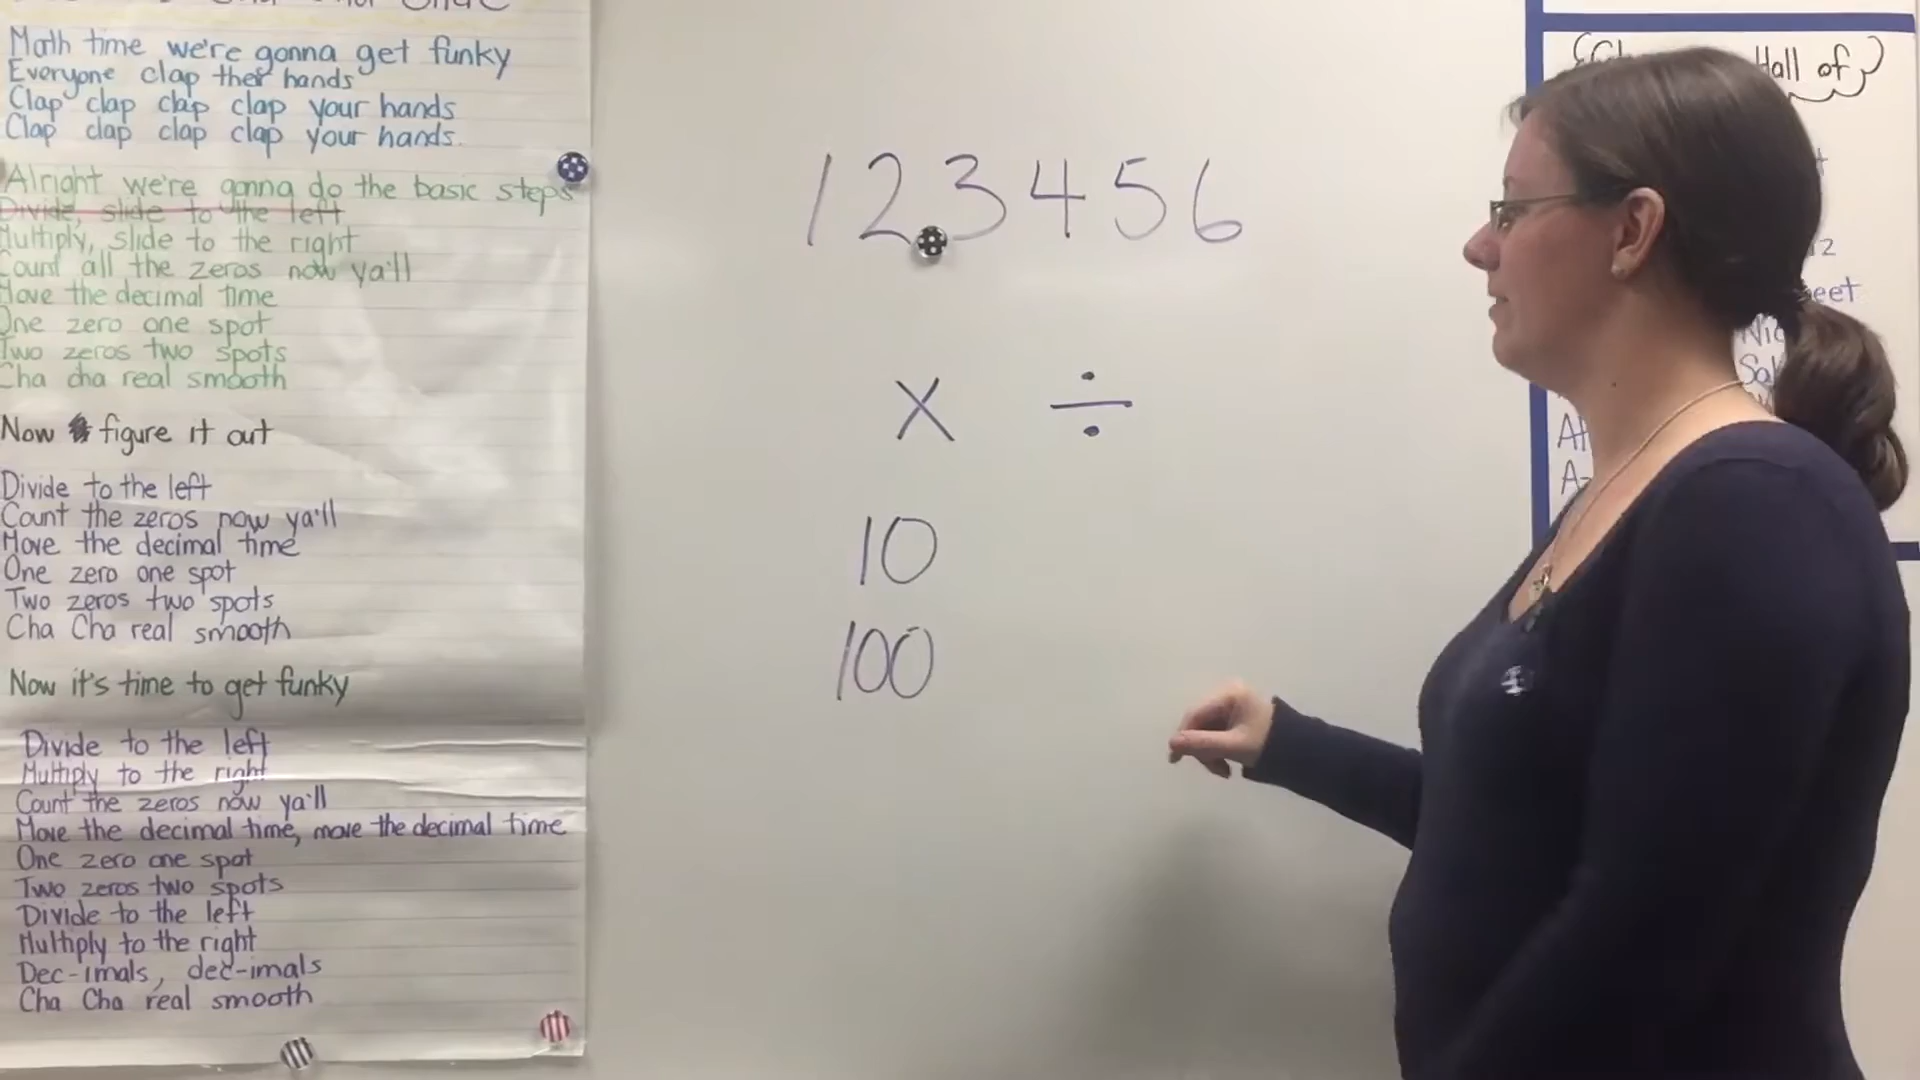 Math time we're gonna get funky
Everyone clap their hands
Clap clap clap clap your hands
Clap clap clap clap your hands.
Alright we're gonna do the basic steps
Divide, slide to the left
Multiply, slide to the right
Count all the zeros now ya'll
Move the decimal time
One zero one spot
Two zeros two spots
Cha cha real smooth
Now figure it out
Divide to the left
Count the zeros now ya'll
Move the decimal time
One zero one spot
Two zeros two spots
Cha Cha real smooth
Now it's time to get funky
Divide to the left
Multiply to the right
Count the zeros now ya'll
Move the decimal time, move the decimal time
One zero one spot
Two zeros two spots
Divide to the left
Multiply to the right
Dec-imals, dec-imals
Cha Cha real smooth
12.3456
x ÷
10
100
Hall of